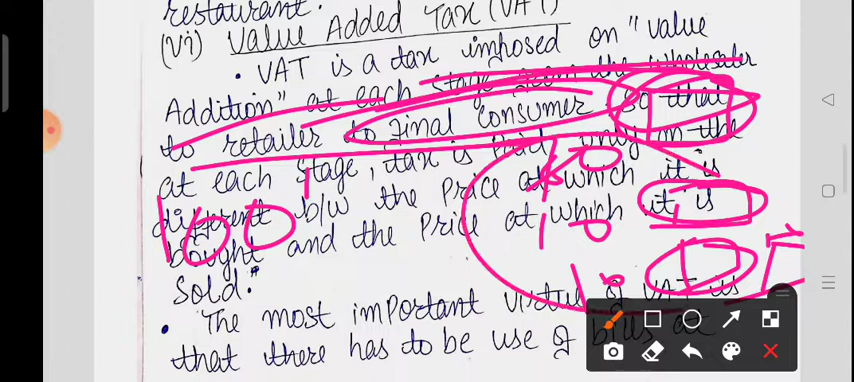 restaurant.
(vi) Value Added Tax (VAT)
• VAT is a tax imposed on "value
Addition" at each stage from the wholesaler
to retailer to Final consumer so that
at each stage, tax is Paid only on the
different b/w the Price at which it is
bought and the Price at which it is
Sold."
• The most important virtue of VAT is
that there has to be use of bills at